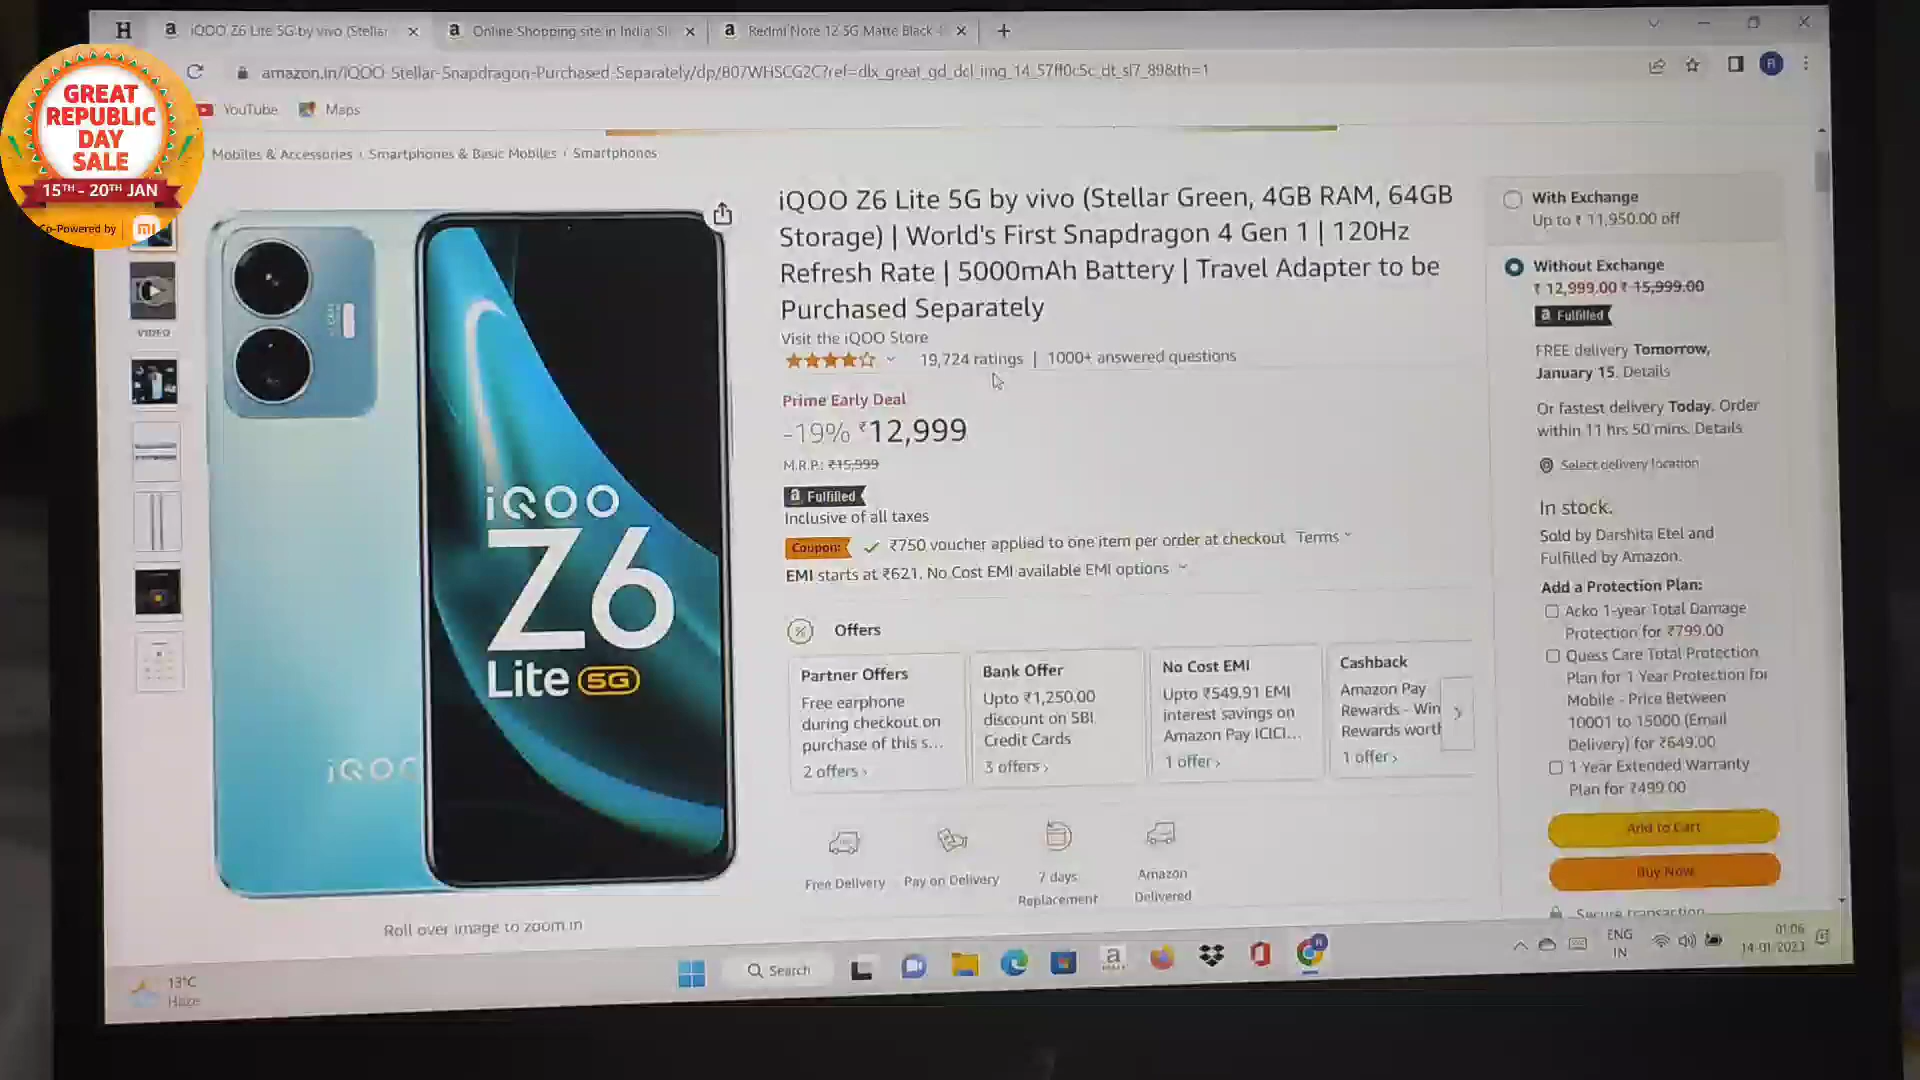 H
a iQOO Z6 Lite 5G by vivo (Stellar
a Online Shopping site in India: Sh
a Redmi Note 12 5G Matte Black
amazon.in/iQOO-Stellar-Snapdragon-Purchased-Separately/dp/B07WHSCG2C?ref=dlx_great_gd_dcl_img_14_57ff0c5c_dt_sl7_89&th=1
R
YouTube
Maps
GREAT
REPUBLIC
DAY
SALE
15TH - 20TH JAN
Co-Powered by
mi
Mobiles & Accessories › Smartphones & Basic Mobiles › Smartphones
VIDEO
iQOO
iQOO
Z6
Lite 5G
Roll over image to zoom in
iQOO Z6 Lite 5G by vivo (Stellar Green, 4GB RAM, 64GB
Storage) | World's First Snapdragon 4 Gen 1 | 120Hz
Refresh Rate | 5000mAh Battery | Travel Adapter to be
Purchased Separately
Visit the iQOO Store
19,724 ratings | 1000+ answered questions
Prime Early Deal
-19% ₹12,999
M.R.P.: ₹15,999
a Fulfilled
Inclusive of all taxes
Coupon: ₹750 voucher applied to one item per order at checkout Terms
EMI starts at ₹621. No Cost EMI available EMI options
Offers
Partner Offers
Free earphone
during checkout on
purchase of this s...
2 offers ›
Bank Offer
Upto ₹1,250.00
discount on SBI
Credit Cards
3 offers ›
No Cost EMI
Upto ₹549.91 EMI
interest savings on
Amazon Pay ICICI...
1 offer ›
Cashback
Amazon Pay
Rewards - Win
Rewards worth
1 offer ›
Free Delivery
Pay on Delivery
7 days
Replacement
Amazon
Delivered
With Exchange
Up to ₹ 11,950.00 off
Without Exchange
₹ 12,999.00 ₹ 15,999.00
a Fulfilled
FREE delivery Tomorrow,
January 15. Details
Or fastest delivery Today. Order
within 11 hrs 50 mins. Details
Select delivery location
In stock.
Sold by Darshita Etel and
Fulfilled by Amazon.
Add a Protection Plan:
Acko 1-year Total Damage
Protection for ₹799.00
Quess Care Total Protection
Plan for 1 Year Protection for
Mobile - Price Between
10001 to 15000 (Email
Delivery) for ₹649.00
1 Year Extended Warranty
Plan for ₹499.00
Add to Cart
Buy Now
Secure transaction
13°C
Haze
Search
ENG
IN
01:06
14-01-2023